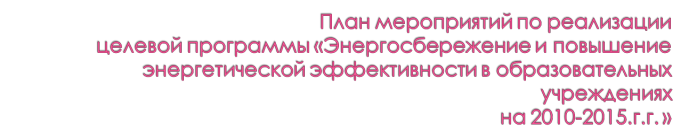 План мероприятий по реализации
целевой программы «Энергосбережение и повышение
энергетической эффективности в образовательных
учреждениях
на 2010-2015.г.г. »